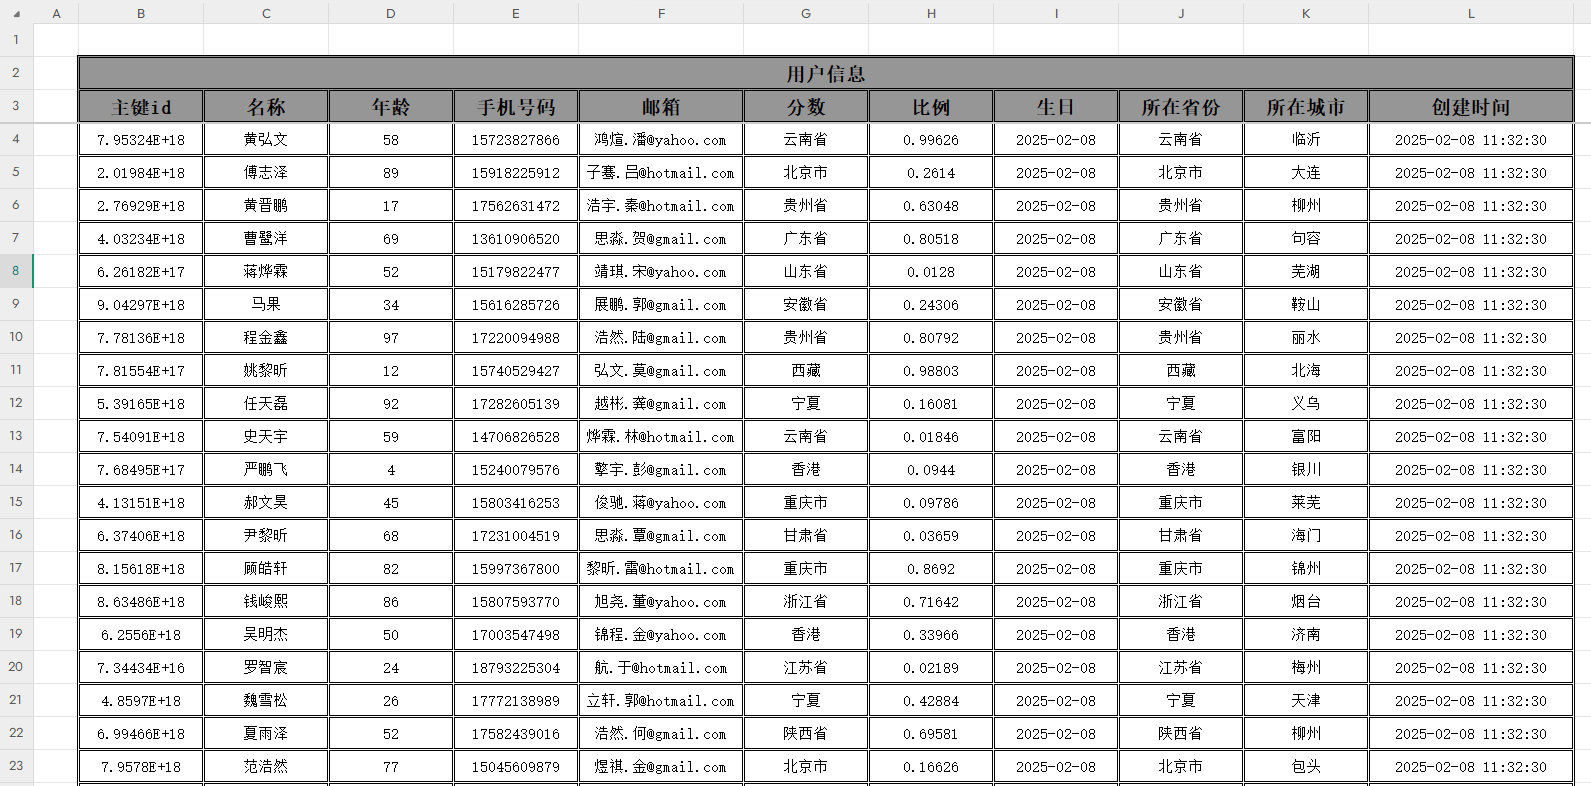 A B C D E F G H I J K L
1
2 用户信息
3 主键id 名称 年龄 手机号码 邮箱 分数 比例 生日 所在省份 所在城市 创建时间
4 7.95324E+18 黄弘文 58 15723827866 鸿煊.潘@yahoo.com 云南省 0.99626 2025-02-08 云南省 临沂 2025-02-08 11:32:30
5 2.01984E+18 傅志泽 89 15918225912 子骞.吕@hotmail.com 北京市 0.2614 2025-02-08 北京市 大连 2025-02-08 11:32:30
6 2.76929E+18 黄晋鹏 17 17562631472 浩宇.秦@hotmail.com 贵州省 0.63048 2025-02-08 贵州省 柳州 2025-02-08 11:32:30
7 4.03234E+18 曹鹭洋 69 13610906520 思淼.贺@gmail.com 广东省 0.80518 2025-02-08 广东省 句容 2025-02-08 11:32:30
8 6.26182E+17 蒋烨霖 52 15179822477 靖琪.宋@yahoo.com 山东省 0.0128 2025-02-08 山东省 芜湖 2025-02-08 11:32:30
9 9.04297E+18 马果 34 15616285726 展鹏.郭@gmail.com 安徽省 0.24306 2025-02-08 安徽省 鞍山 2025-02-08 11:32:30
10 7.78136E+18 程金鑫 97 17220094988 浩然.陆@gmail.com 贵州省 0.80792 2025-02-08 贵州省 丽水 2025-02-08 11:32:30
11 7.81554E+17 姚黎昕 12 15740529427 弘文.莫@gmail.com 西藏 0.98803 2025-02-08 西藏 北海 2025-02-08 11:32:30
12 5.39165E+18 任天磊 92 17282605139 越彬.龚@gmail.com 宁夏 0.16081 2025-02-08 宁夏 义乌 2025-02-08 11:32:30
13 7.54091E+18 史天宇 59 14706826528 烨霖.林@hotmail.com 云南省 0.01846 2025-02-08 云南省 富阳 2025-02-08 11:32:30
14 7.68495E+17 严鹏飞 4 15240079576 擎宇.彭@gmail.com 香港 0.0944 2025-02-08 香港 银川 2025-02-08 11:32:30
15 4.13151E+18 郝文昊 45 15803416253 俊驰.蒋@yahoo.com 重庆市 0.09786 2025-02-08 重庆市 莱芜 2025-02-08 11:32:30
16 6.37406E+18 尹黎昕 68 17231004519 思淼.覃@gmail.com 甘肃省 0.03659 2025-02-08 甘肃省 海门 2025-02-08 11:32:30
17 8.15618E+18 顾皓轩 82 15997367800 黎昕.雷@hotmail.com 重庆市 0.8692 2025-02-08 重庆市 锦州 2025-02-08 11:32:30
18 8.63486E+18 钱峻熙 86 15807593770 旭尧.董@yahoo.com 浙江省 0.71642 2025-02-08 浙江省 烟台 2025-02-08 11:32:30
19 6.2556E+18 吴明杰 50 17003547498 锦程.金@yahoo.com 香港 0.33966 2025-02-08 香港 济南 2025-02-08 11:32:30
20 7.34434E+16 罗智宸 24 18793225304 航.于@hotmail.com 江苏省 0.02189 2025-02-08 江苏省 梅州 2025-02-08 11:32:30
21 4.8597E+18 魏雪松 26 17772138989 立轩.郭@hotmail.com 宁夏 0.42884 2025-02-08 宁夏 天津 2025-02-08 11:32:30
22 6.99466E+18 夏雨泽 52 17582439016 浩然.何@gmail.com 陕西省 0.69581 2025-02-08 陕西省 柳州 2025-02-08 11:32:30
23 7.9578E+18 范浩然 77 15045609879 煜祺.金@gmail.com 北京市 0.16626 2025-02-08 北京市 包头 2025-02-08 11:32:30